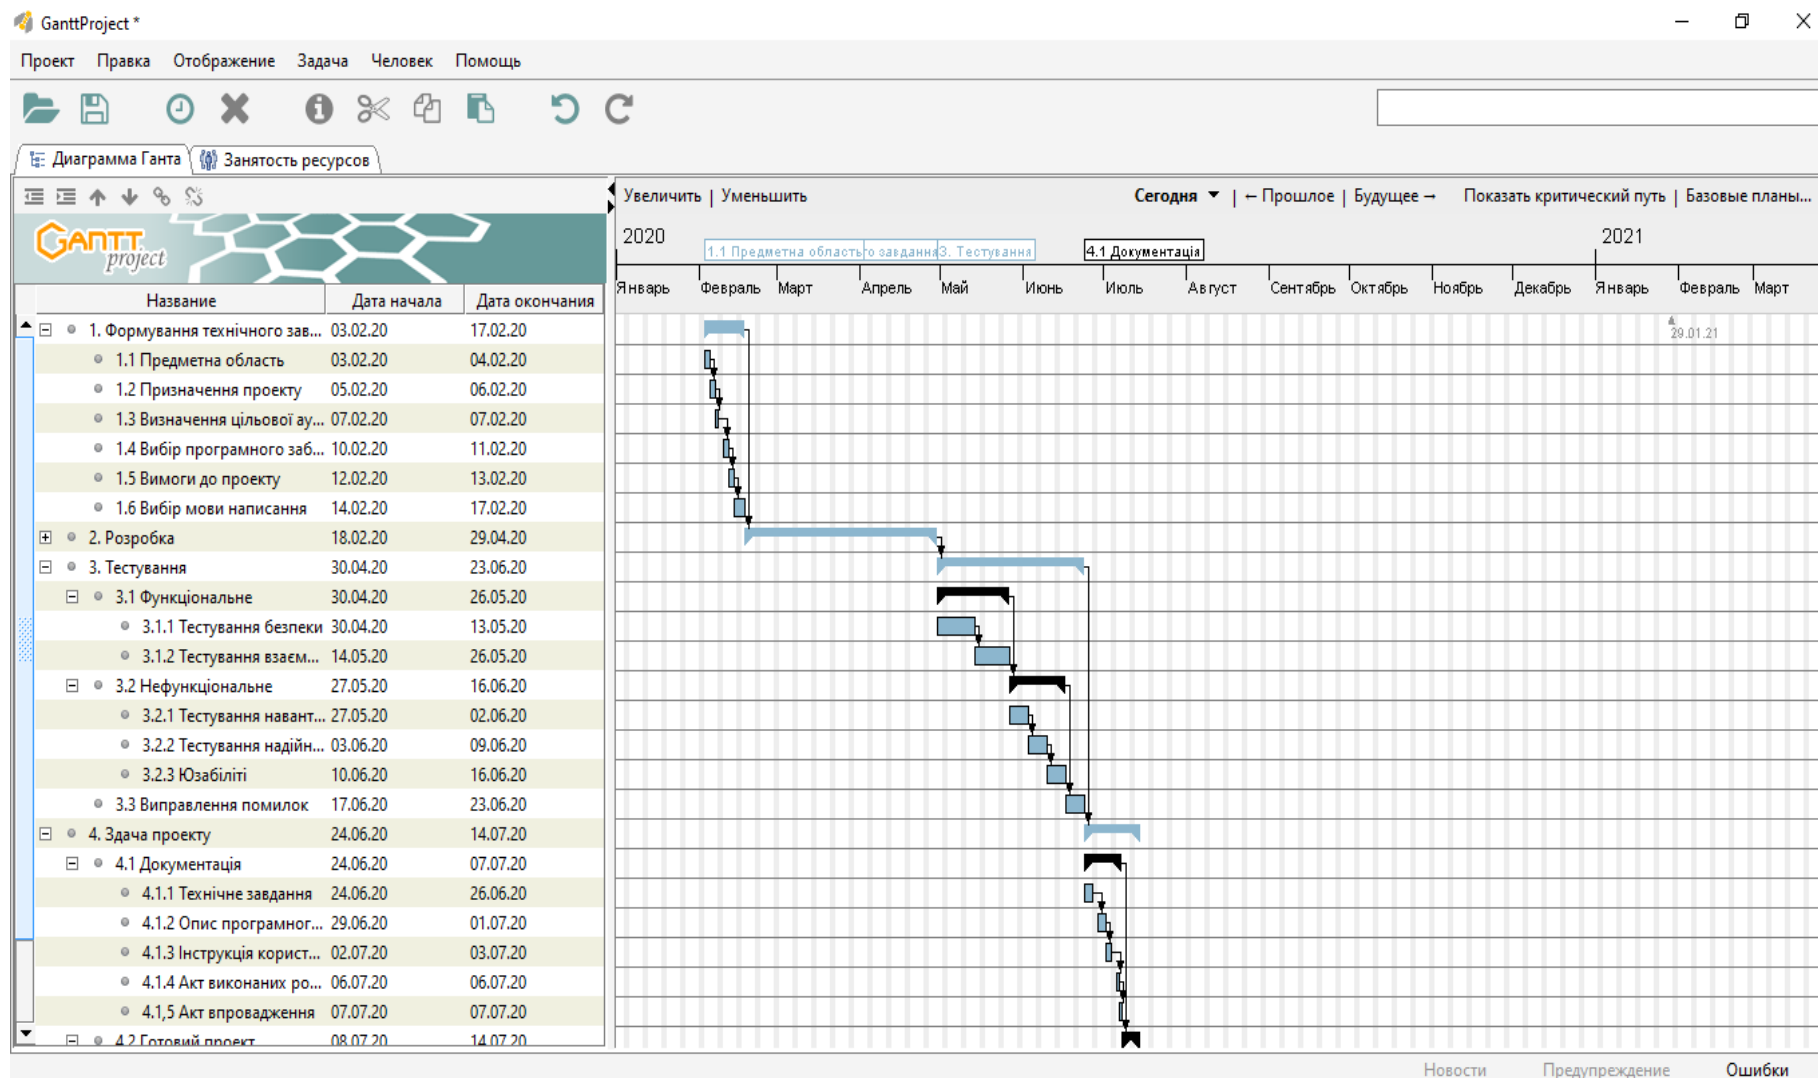 GanttProject *
Проект Правка Отображение Задача Человек Помощь
Диаграмма Ганта Занятость ресурсов
Увеличить | Уменьшить Сегодня ▼ | ← Прошлое | Будущее → Показать критический путь | Базовые планы...
GANTT
project
2020 2021
1.1 Предметна область о завдання 3. Тестування 4.1 Документація
Январь Февраль Март Апрель Май Июнь Июль Август Сентябрь Октябрь Ноябрь Декабрь Январь Февраль Март
Название Дата начала Дата окончания
1. Формування технічного зав... 03.02.20 17.02.20
29.01.21
1.1 Предметна область 03.02.20 04.02.20
1.2 Призначення проекту 05.02.20 06.02.20
1.3 Визначення цільової ау... 07.02.20 07.02.20
1.4 Вибір програмного заб... 10.02.20 11.02.20
1.5 Вимоги до проекту 12.02.20 13.02.20
1.6 Вибір мови написання 14.02.20 17.02.20
2. Розробка 18.02.20 29.04.20
3. Тестування 30.04.20 23.06.20
3.1 Функціональне 30.04.20 26.05.20
3.1.1 Тестування безпеки 30.04.20 13.05.20
3.1.2 Тестування взаєм... 14.05.20 26.05.20
3.2 Нефункціональне 27.05.20 16.06.20
3.2.1 Тестування навант... 27.05.20 02.06.20
3.2.2 Тестування надійн... 03.06.20 09.06.20
3.2.3 Юзабіліті 10.06.20 16.06.20
3.3 Виправлення помилок 17.06.20 23.06.20
4. Здача проекту 24.06.20 14.07.20
4.1 Документація 24.06.20 07.07.20
4.1.1 Технічне завдання 24.06.20 26.06.20
4.1.2 Опис програмног... 29.06.20 01.07.20
4.1.3 Інструкція корист... 02.07.20 03.07.20
4.1.4 Акт виконаних ро... 06.07.20 06.07.20
4.1,5 Акт впровадження 07.07.20 07.07.20
4.2 Готовий проект 08.07.20 14.07.20
Новости Предупреждение Ошибки